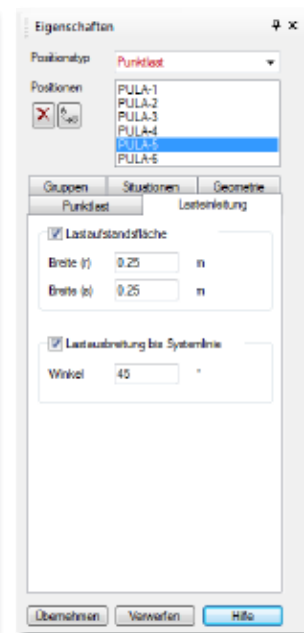 Eigenschaften
Positionstyp Punktlast
Positionen PULA-1
PULA-2
PULA-3
PULA-4
PULA-5
PULA-6
Gruppen Situationen Geometrie
Punktlast Lasteinleitung
Lastaufstandsfläche
Breite (r) 0.25 m
Breite (s) 0.25 m
Lastausbreitung bis Systemlinie
Winkel 45 °
Übernehmen Verwerfen Hilfe